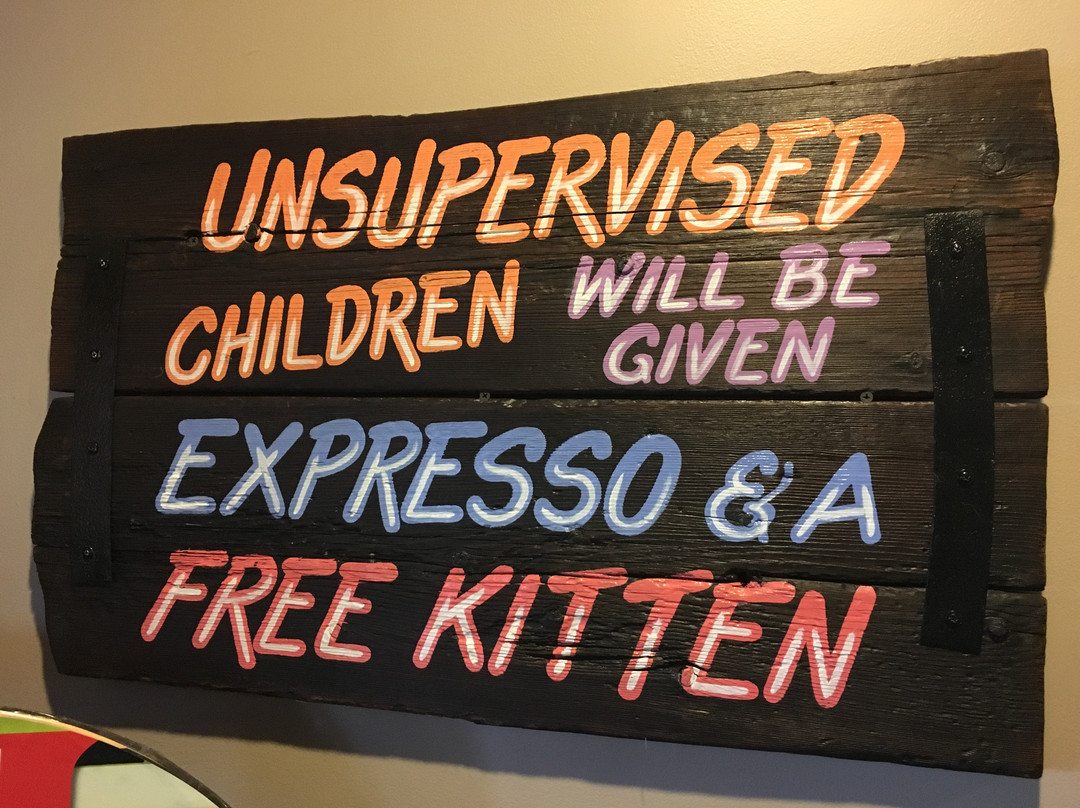 UNSUPERVISED
CHILDREN WILL BE
GIVEN
EXPRESSO & A
FREE KITTEN